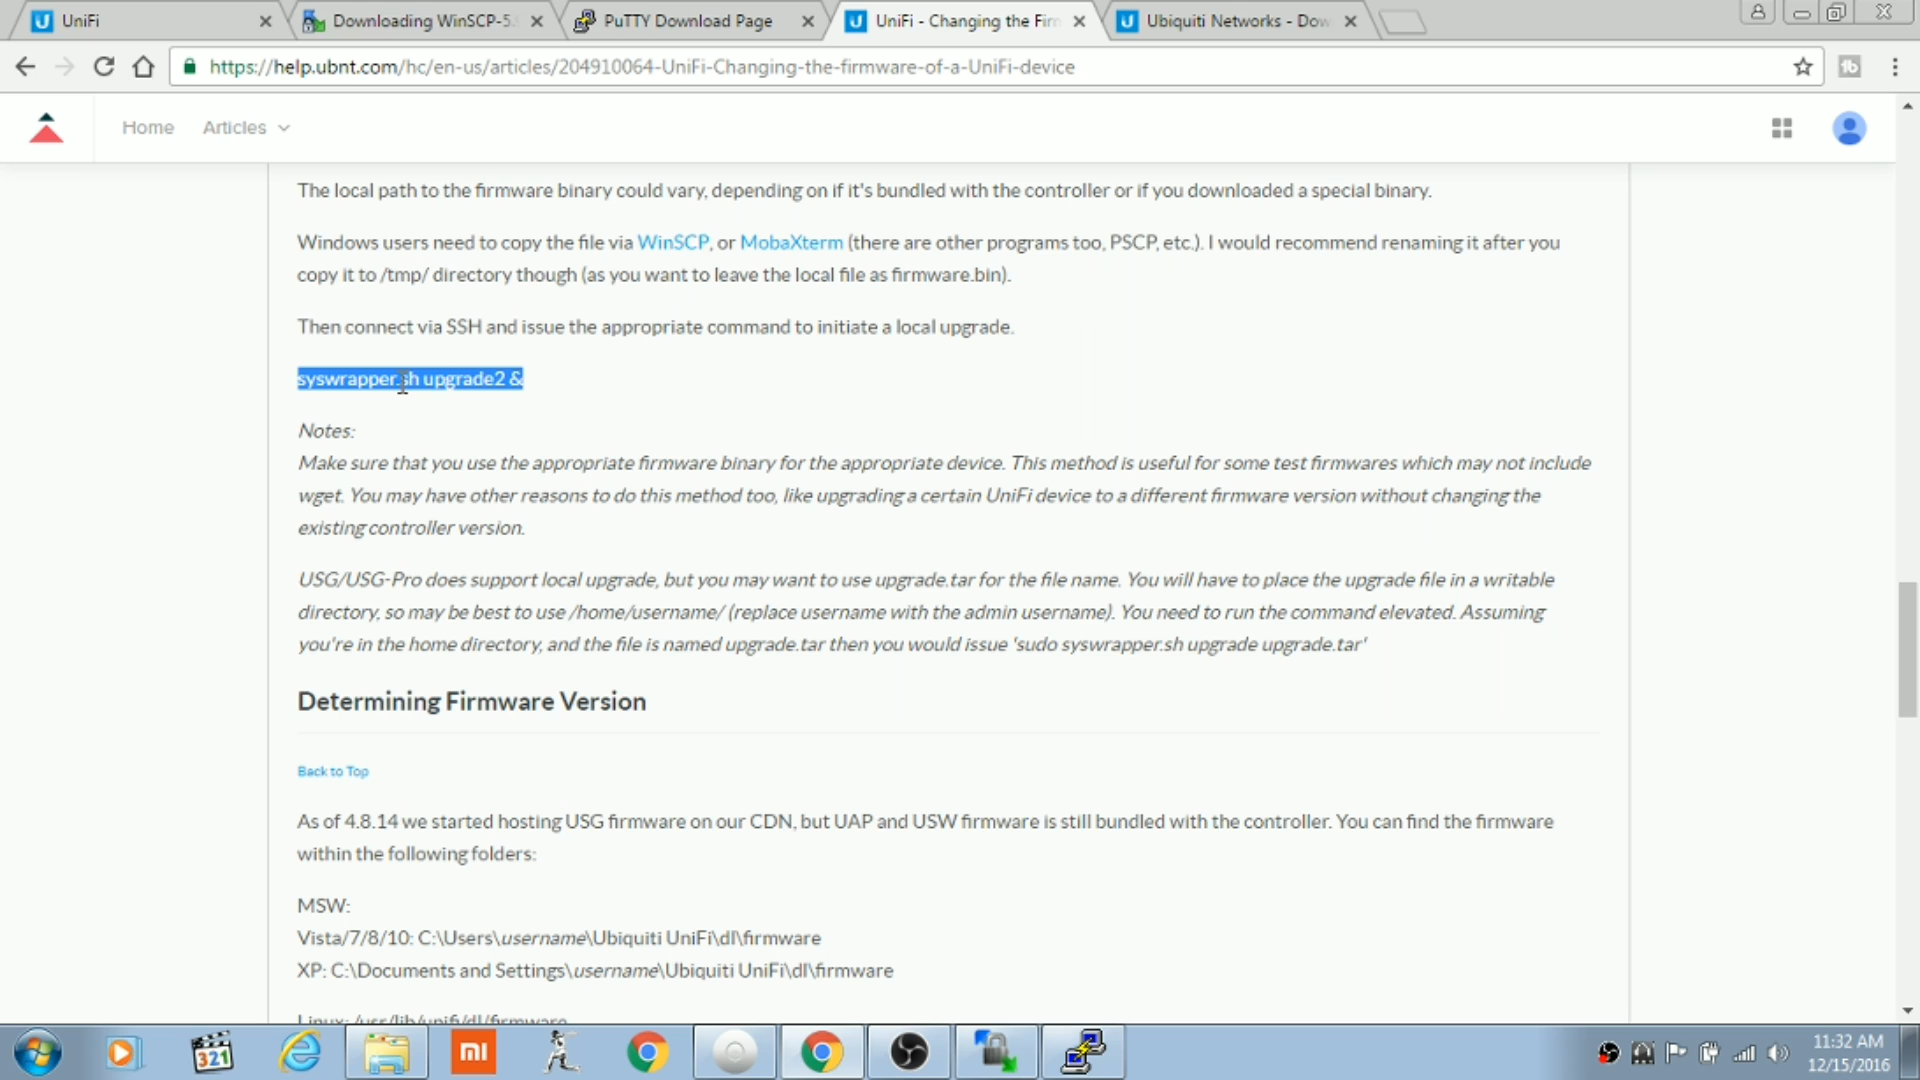 UniFi
Downloading WinSCP-5.
PuTTY Download Page
UniFi - Changing the Fir
Ubiquiti Networks - Dow
https://help.ubnt.com/hc/en-us/articles/204910064-UniFi-Changing-the-firmware-of-a-UniFi-device
Home
Articles
The local path to the firmware binary could vary, depending on if it's bundled with the controller or if you downloaded a special binary.
Windows users need to copy the file via WinSCP, or MobaXterm (there are other programs too, PSCP, etc.). I would recommend renaming it after you
copy it to /tmp/ directory though (as you want to leave the local file as firmware.bin).
Then connect via SSH and issue the appropriate command to initiate a local upgrade.
syswrapper.sh upgrade2 &
Notes:
Make sure that you use the appropriate firmware binary for the appropriate device. This method is useful for some test firmwares which may not include
wget. You may have other reasons to do this method too, like upgrading a certain UniFi device to a different firmware version without changing the
existing controller version.
USG/USG-Pro does support local upgrade, but you may want to use upgrade.tar for the file name. You will have to place the upgrade file in a writable
directory, so may be best to use /home/username/ (replace username with the admin username). You need to run the command elevated. Assuming
you're in the home directory, and the file is named upgrade.tar then you would issue 'sudo syswrapper.sh upgrade upgrade.tar'
Determining Firmware Version
Back to Top
As of 4.8.14 we started hosting USG firmware on our CDN, but UAP and USW firmware is still bundled with the controller. You can find the firmware
within the following folders:
MSW:
Vista/7/8/10: C:\Users\username\Ubiquiti UniFi\dl\firmware
XP: C:\Documents and Settings\username\Ubiquiti UniFi\dl\firmware
Linux: /usr/lib/unifi/dl/firmware
321
mi
11:32 AM
12/15/2016